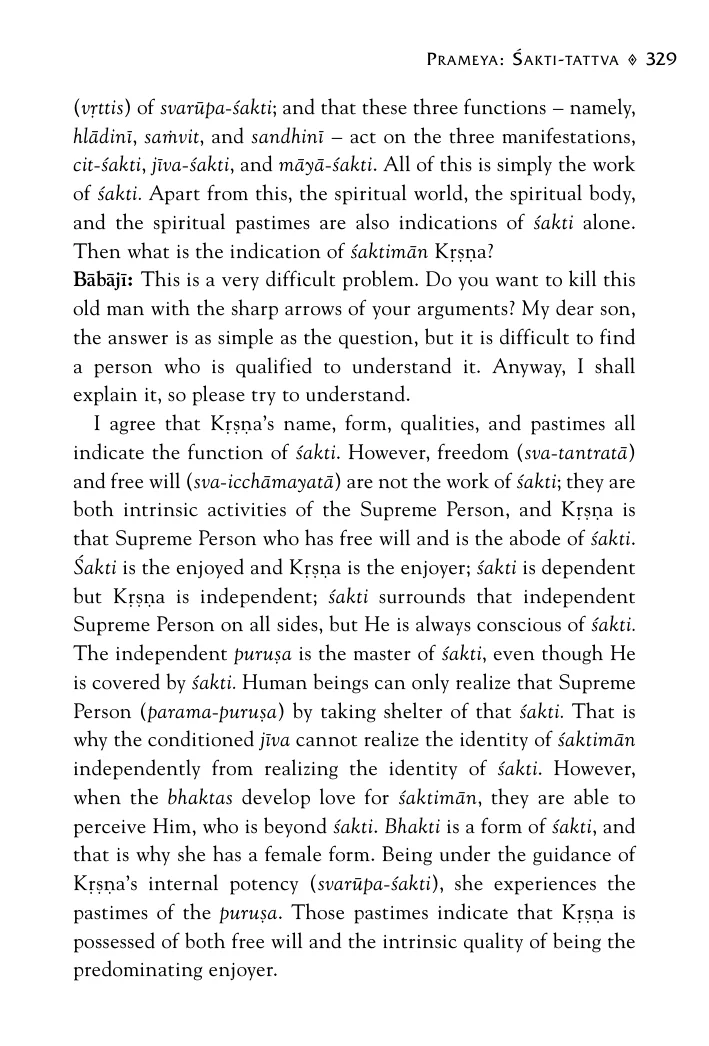 Prameya: Śakti-tattva ◈ 329
(vṛttis) of svarūpa-śakti; and that these three functions – namely,
hlādinī, saṁvit, and sandhinī – act on the three manifestations,
cit-śakti, jīva-śakti, and māyā-śakti. All of this is simply the work
of śakti. Apart from this, the spiritual world, the spiritual body,
and the spiritual pastimes are also indications of śakti alone.
Then what is the indication of śaktimān Kṛṣṇa?
Bābājī: This is a very difficult problem. Do you want to kill this
old man with the sharp arrows of your arguments? My dear son,
the answer is as simple as the question, but it is difficult to find
a person who is qualified to understand it. Anyway, I shall
explain it, so please try to understand.
I agree that Kṛṣṇa’s name, form, qualities, and pastimes all
indicate the function of śakti. However, freedom (sva-tantratā)
and free will (sva-icchāmayatā) are not the work of śakti; they are
both intrinsic activities of the Supreme Person, and Kṛṣṇa is
that Supreme Person who has free will and is the abode of śakti.
Śakti is the enjoyed and Kṛṣṇa is the enjoyer; śakti is dependent
but Kṛṣṇa is independent; śakti surrounds that independent
Supreme Person on all sides, but He is always conscious of śakti.
The independent puruṣa is the master of śakti, even though He
is covered by śakti. Human beings can only realize that Supreme
Person (parama-puruṣa) by taking shelter of that śakti. That is
why the conditioned jīva cannot realize the identity of śaktimān
independently from realizing the identity of śakti. However,
when the bhaktas develop love for śaktimān, they are able to
perceive Him, who is beyond śakti. Bhakti is a form of śakti, and
that is why she has a female form. Being under the guidance of
Kṛṣṇa’s internal potency (svarūpa-śakti), she experiences the
pastimes of the puruṣa. Those pastimes indicate that Kṛṣṇa is
possessed of both free will and the intrinsic quality of being the
predominating enjoyer.